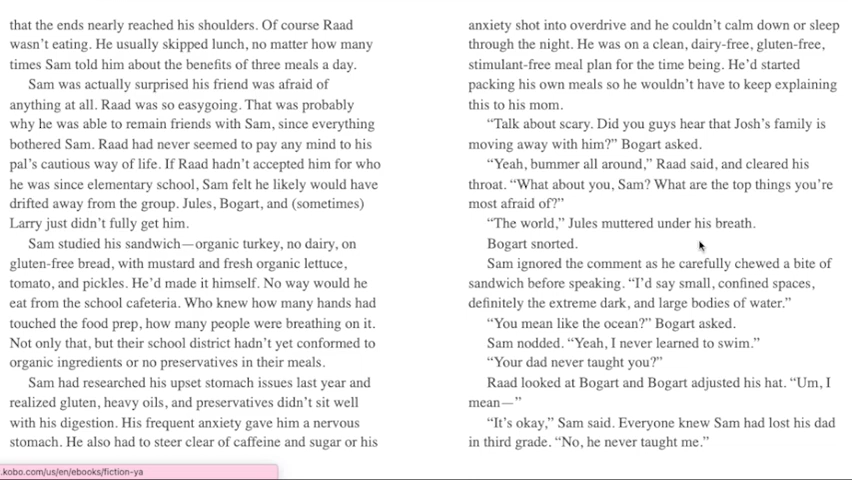 that the ends nearly reached his shoulders. Of course Raad
wasn't eating. He usually skipped lunch, no matter how many
times Sam told him about the benefits of three meals a day.
Sam was actually surprised his friend was afraid of
anything at all. Raad was so easygoing. That was probably
why he was able to remain friends with Sam, since everything
bothered Sam. Raad had never seemed to pay any mind to his
pal's cautious way of life. If Raad hadn't accepted him for who
he was since elementary school, Sam felt he likely would have
drifted away from the group. Jules, Bogart, and (sometimes)
Larry just didn't fully get him.
Sam studied his sandwich—organic turkey, no dairy, on
gluten-free bread, with mustard and fresh organic lettuce,
tomato, and pickles. He'd made it himself. No way would he
eat from the school cafeteria. Who knew how many hands had
touched the food prep, how many people were breathing on it.
Not only that, but their school district hadn't yet conformed to
organic ingredients or no preservatives in their meals.
Sam had researched his upset stomach issues last year and
realized gluten, heavy oils, and preservatives didn't sit well
with his digestion. His frequent anxiety gave him a nervous
stomach. He also had to steer clear of caffeine and sugar or his
anxiety shot into overdrive and he couldn't calm down or sleep
through the night. He was on a clean, dairy-free, gluten-free,
stimulant-free meal plan for the time being. He'd started
packing his own meals so he wouldn't have to keep explaining
this to his mom.
"Talk about scary. Did you guys hear that Josh's family is
moving away with him?" Bogart asked.
"Yeah, bummer all around," Raad said, and cleared his
throat. "What about you, Sam? What are the top things you're
most afraid of?"
"The world," Jules muttered under his breath.
Bogart snorted.
Sam ignored the comment as he carefully chewed a bite of
sandwich before speaking. "I'd say small, confined spaces,
definitely the extreme dark, and large bodies of water."
"You mean like the ocean?" Bogart asked.
Sam nodded. "Yeah, I never learned to swim."
"Your dad never taught you?"
Raad looked at Bogart and Bogart adjusted his hat. "Um, I
mean—"
"It's okay," Sam said. Everyone knew Sam had lost his dad
in third grade. "No, he never taught me."
.kobo.com/us/en/ebooks/fiction-ya